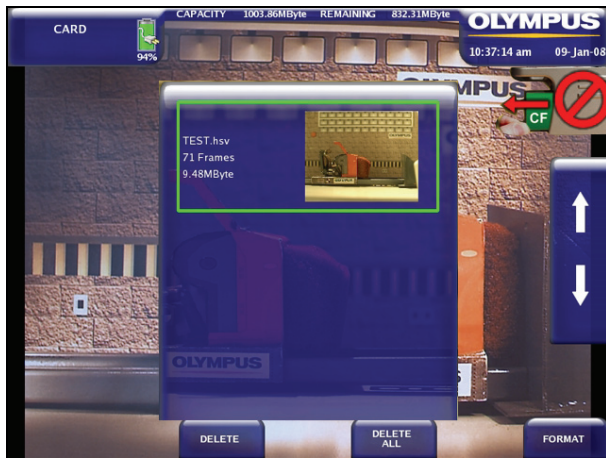 CARD
94%
CAPACITY 1003.86MByte REMAINING 832.31MByte
OLYMPUS
10:37:14 am 09-Jan-08
MPUS
CF
TEST.hsv
71 Frames
9.48MByte
OLYMPUS
DELETE
DELETE
ALL
FORMAT